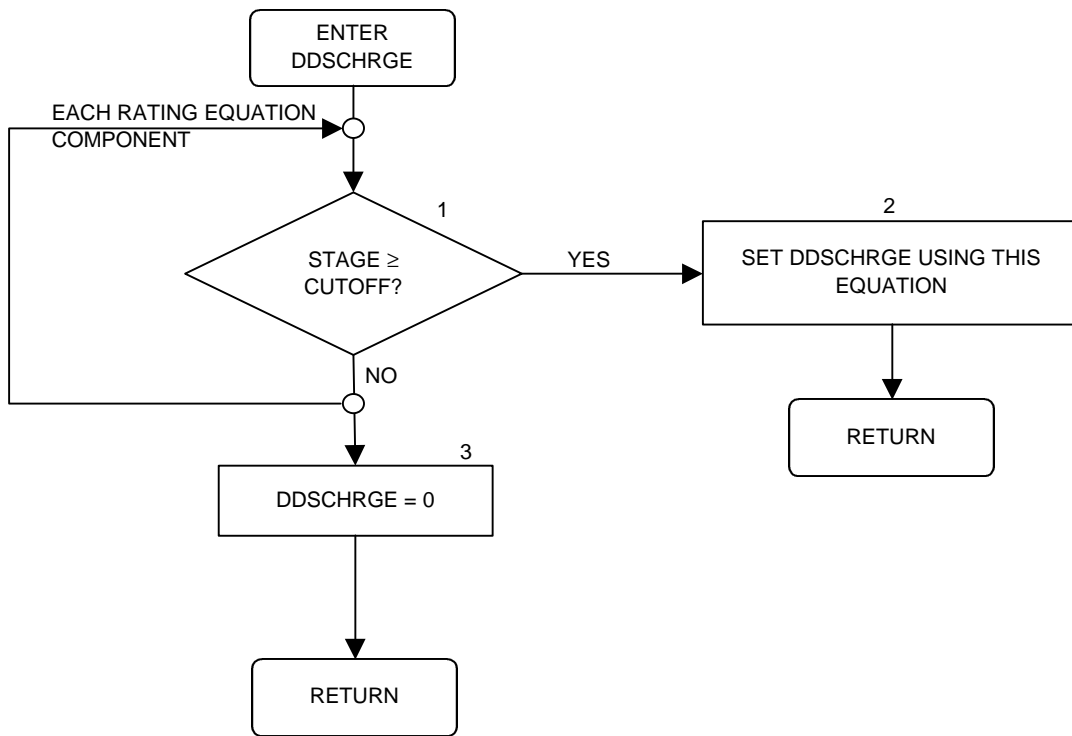 ENTER
DDSCHRGE
EACH RATING EQUATION
COMPONENT
1
STAGE ≥
CUTOFF?
YES
2
SET DDSCHRGE USING THIS
EQUATION
NO
RETURN
3
DDSCHRGE = 0
RETURN